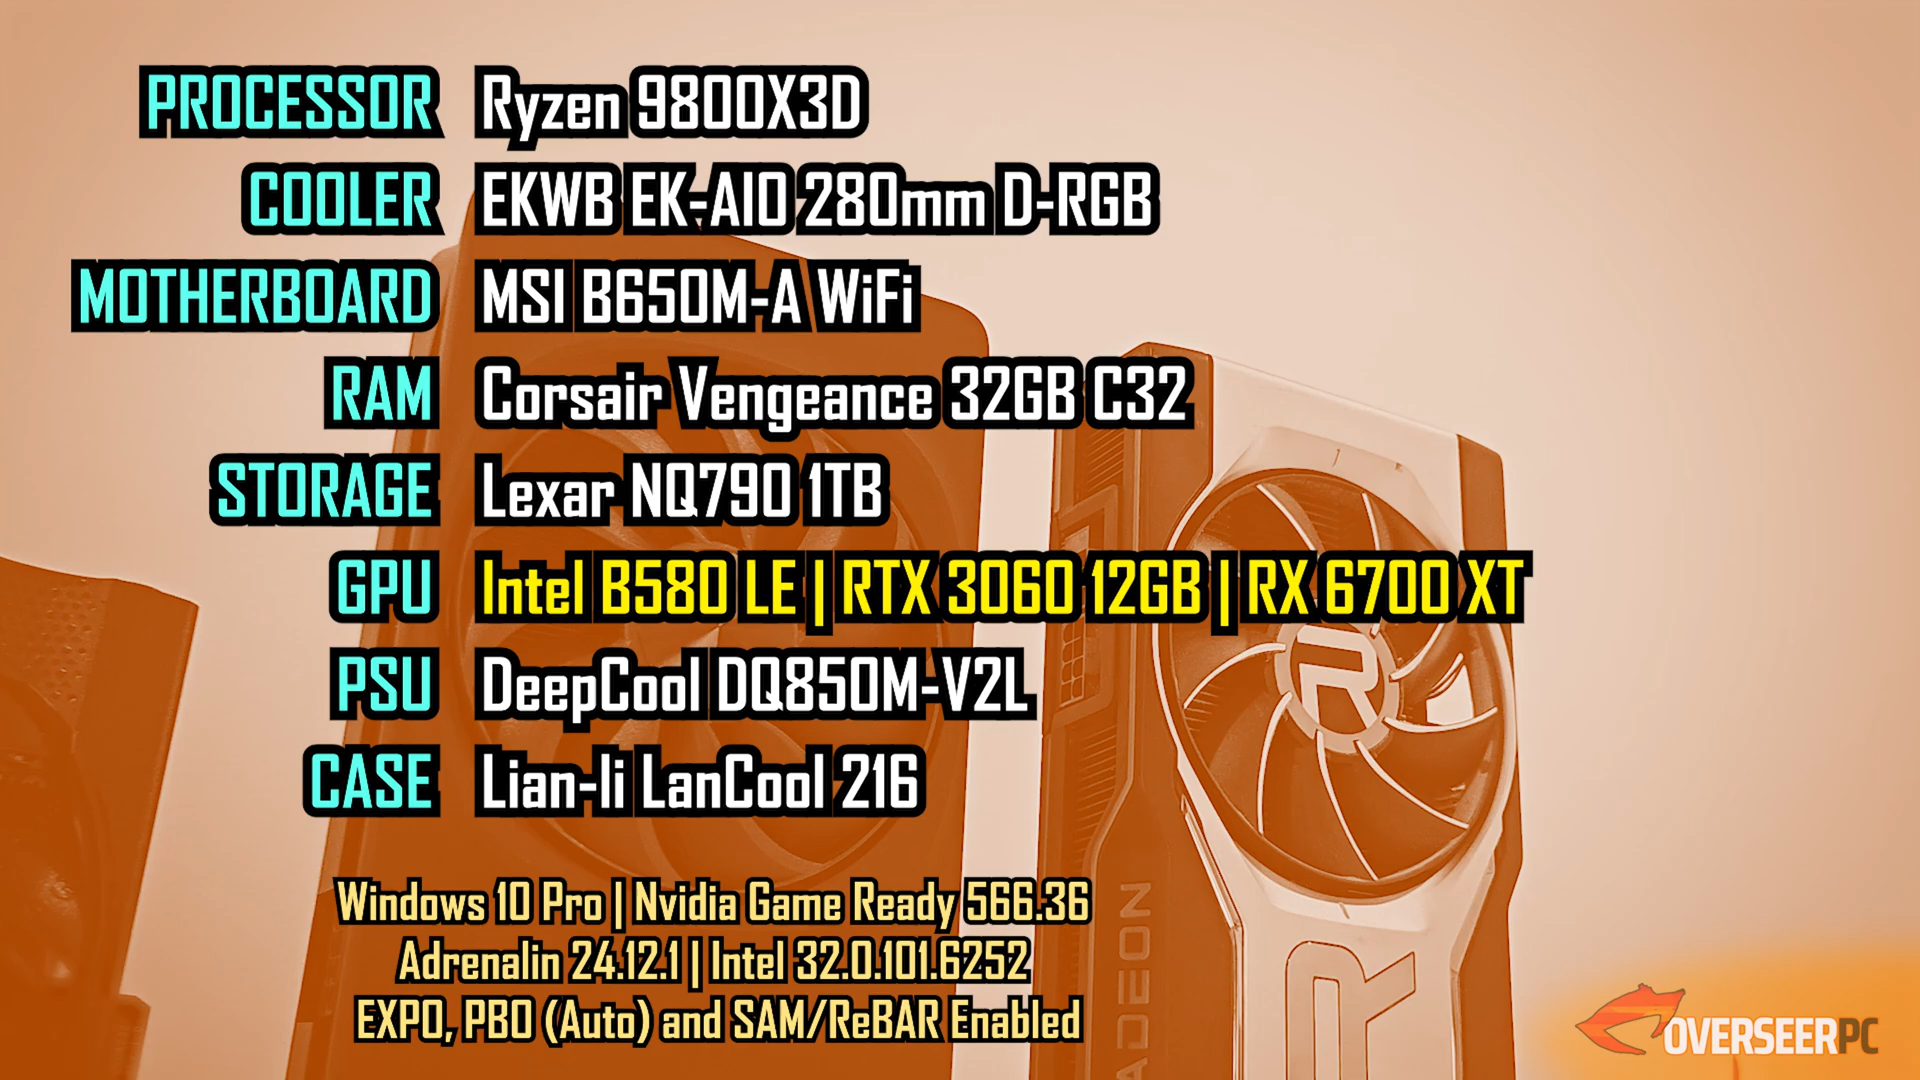 PROCESSOR Ryzen 9800X3D
COOLER EKWB EK-AIO 280mm D-RGB
MOTHERBOARD MSI B650M-A WiFi
RAM Corsair Vengeance 32GB C32
STORAGE Lexar NQ790 1TB
GPU Intel B580 LE | RTX 3060 12GB | RX 6700 XT
PSU DeepCool DQ850M-V2L
CASE Lian-li LanCool 216
Windows 10 Pro | Nvidia Game Ready 566.36
Adrenalin 24.12.1 | Intel 32.0.101.6252
EXPO, PBO (Auto) and SAM/ReBAR Enabled
RADEON
R
R
OVERSEERPC